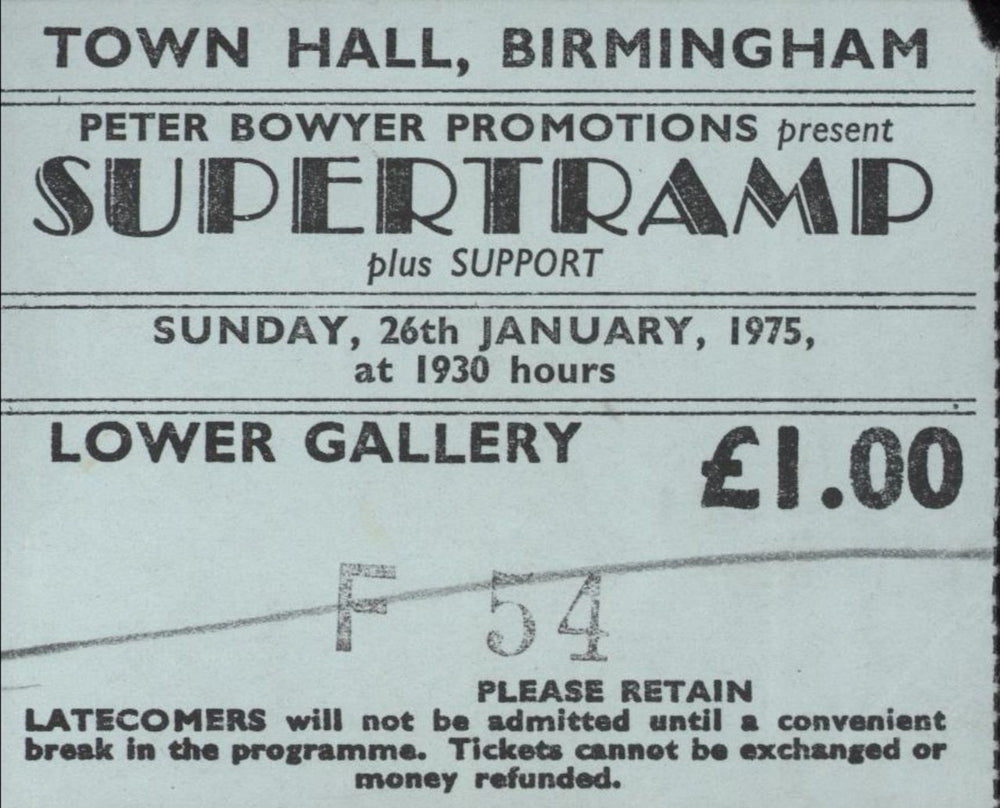 TOWN HALL, BIRMINGHAM
PETER BOWYER PROMOTIONS present
SUPERTRAMP
plus SUPPORT
SUNDAY, 26th JANUARY, 1975,
at 1930 hours
LOWER GALLERY £1.00
F 54
PLEASE RETAIN
LATECOMERS will not be admitted until a convenient
break in the programme. Tickets cannot be exchanged or
money refunded.